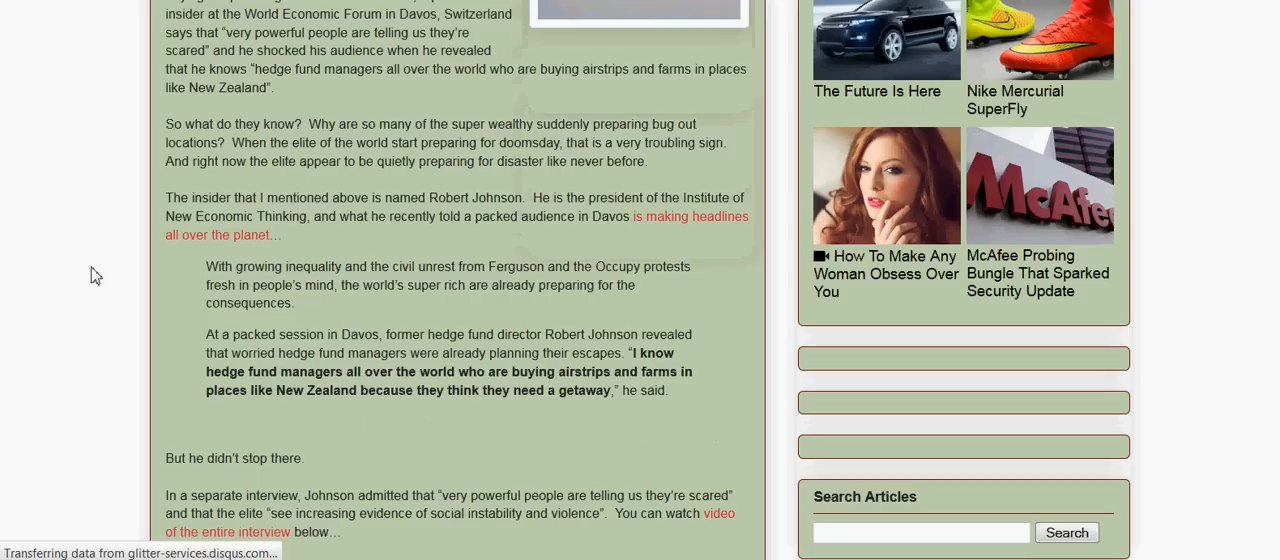 insider at the World Economic Forum in Davos, Switzerland
says that “very powerful people are telling us they’re
scared” and he shocked his audience when he revealed
that he knows “hedge fund managers all over the world who are buying airstrips and farms in places
like New Zealand”.
So what do they know?  Why are so many of the super wealthy suddenly preparing bug out
locations?  When the elite of the world start preparing for doomsday, that is a very troubling sign.
And right now the elite appear to be quietly preparing for disaster like never before.
The insider that I mentioned above is named Robert Johnson.  He is the president of the Institute of
New Economic Thinking, and what he recently told a packed audience in Davos is making headlines
all over the planet…
With growing inequality and the civil unrest from Ferguson and the Occupy protests
fresh in people’s mind, the world’s super rich are already preparing for the
consequences.
At a packed session in Davos, former hedge fund director Robert Johnson revealed
that worried hedge fund managers were already planning their escapes. “I know
hedge fund managers all over the world who are buying airstrips and farms in
places like New Zealand because they think they need a getaway,” he said.
But he didn’t stop there.
In a separate interview, Johnson admitted that “very powerful people are telling us they’re scared”
and that the elite “see increasing evidence of social instability and violence”.  You can watch video
of the entire interview below…
Transferring data from glitter-services.disqus.com...
The Future Is Here
Nike Mercurial
SuperFly
McAfee
How To Make Any
Woman Obsess Over
You
McAfee Probing
Bungle That Sparked
Security Update
Search Articles
Search